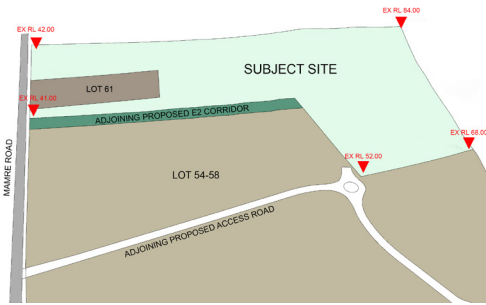 EX RL 84.00
EX RL 42.00
SUBJECT SITE
LOT 61
EX RL 41.00
ADJOINING PROPOSED E2 CORRIDOR
EX RL 68.00
EX RL 52.00
MAMRE ROAD
LOT 54-58
ADJOINING PROPOSED ACCESS ROAD